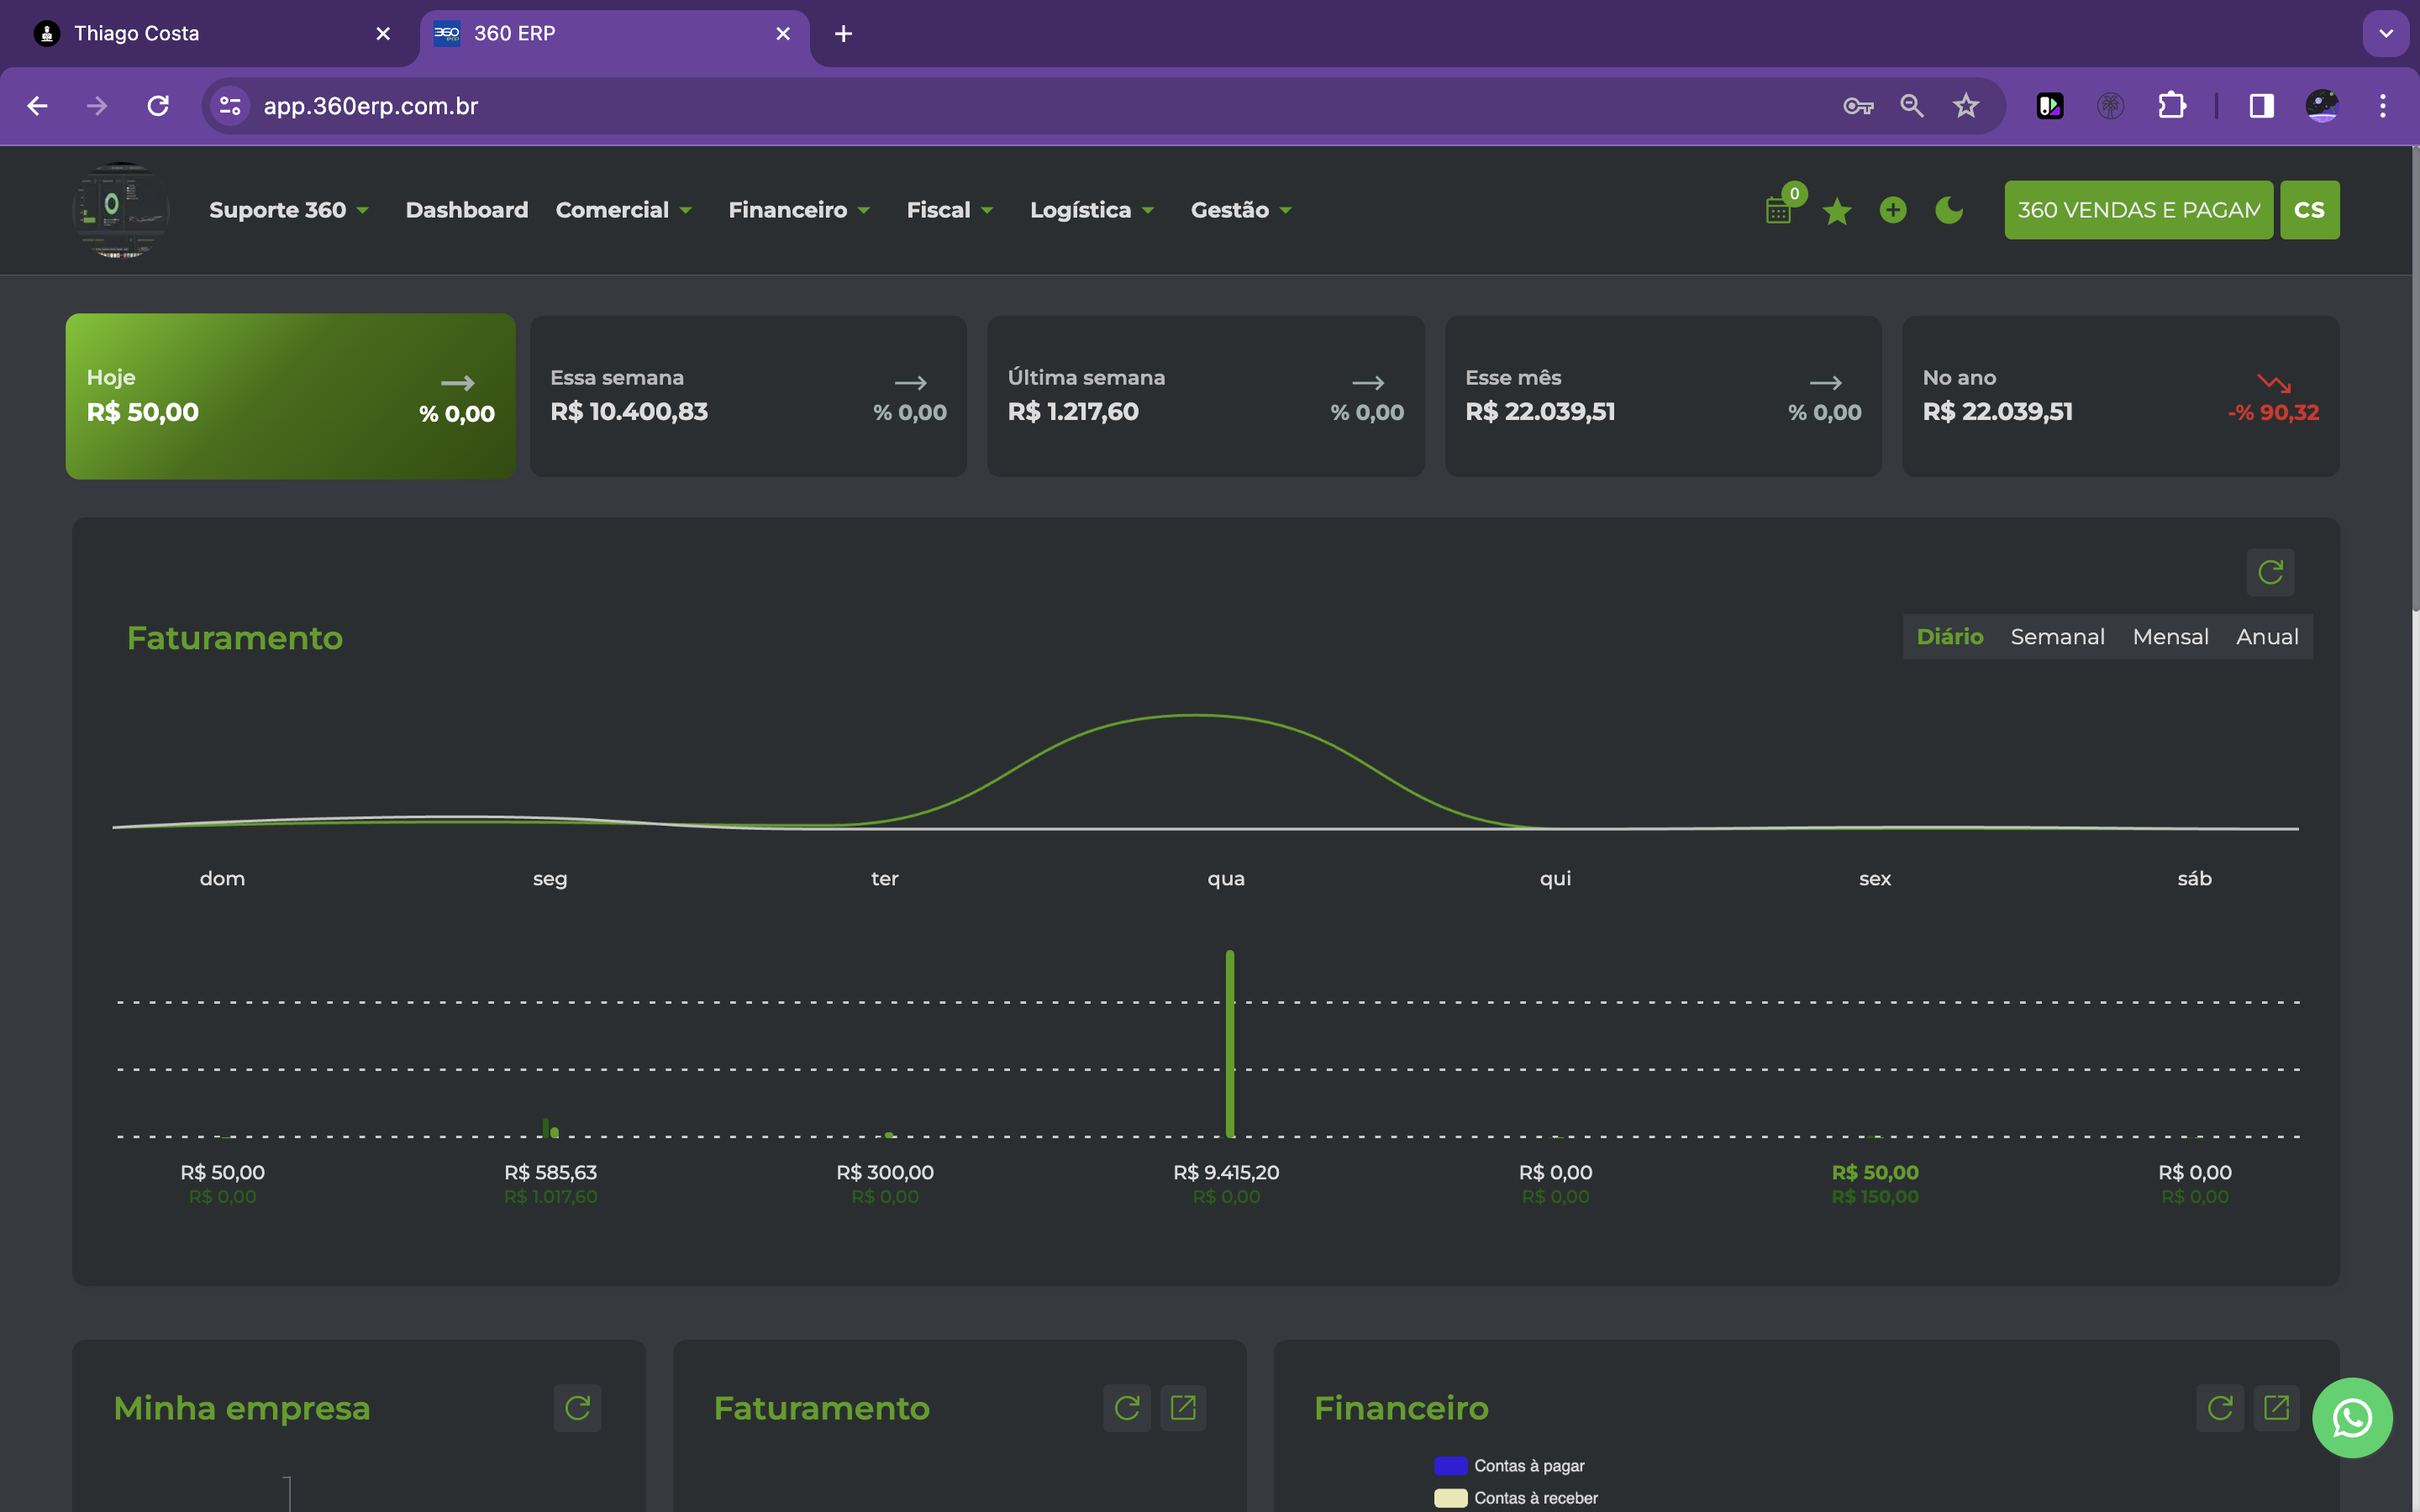 Thiago Costa
360 ERP
app.360erp.com.br
Suporte 360
Dashboard
Comercial
Financeiro
Fiscal
Logística
Gestão
0
360 VENDAS E PAGAM
CS
Hoje
R$ 50,00
% 0,00
Essa semana
R$ 10.400,83
% 0,00
Última semana
R$ 1.217,60
% 0,00
Esse mês
R$ 22.039,51
% 0,00
No ano
R$ 22.039,51
-% 90,32
Faturamento
Diário Semanal Mensal Anual
dom seg ter qua qui sex sáb
R$ 50,00 R$ 585,63 R$ 300,00 R$ 9.415,20 R$ 0,00 R$ 50,00 R$ 0,00
R$ 0,00 R$ 1.017,60 R$ 0,00 R$ 0,00 R$ 0,00 R$ 150,00 R$ 0,00
Minha empresa
Faturamento
Financeiro
Contas à pagar
Contas à receber